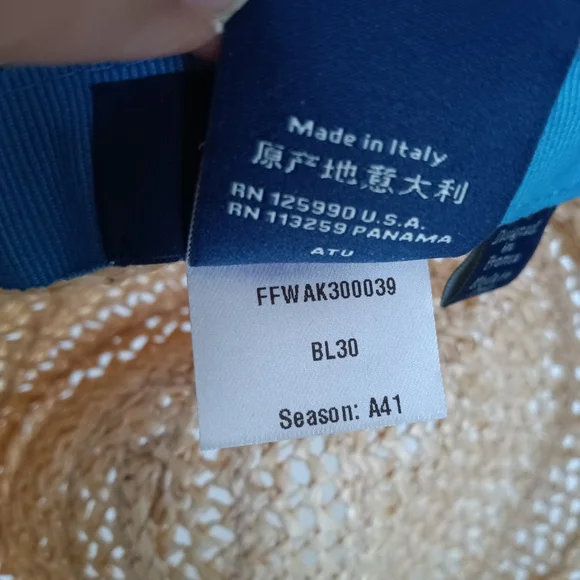 Made in Italy
原产地意大利
RN 125990 U.S.A.
RN 113259 PANAMA
ATU
FFWAK300039
BL30
Season: A41
in